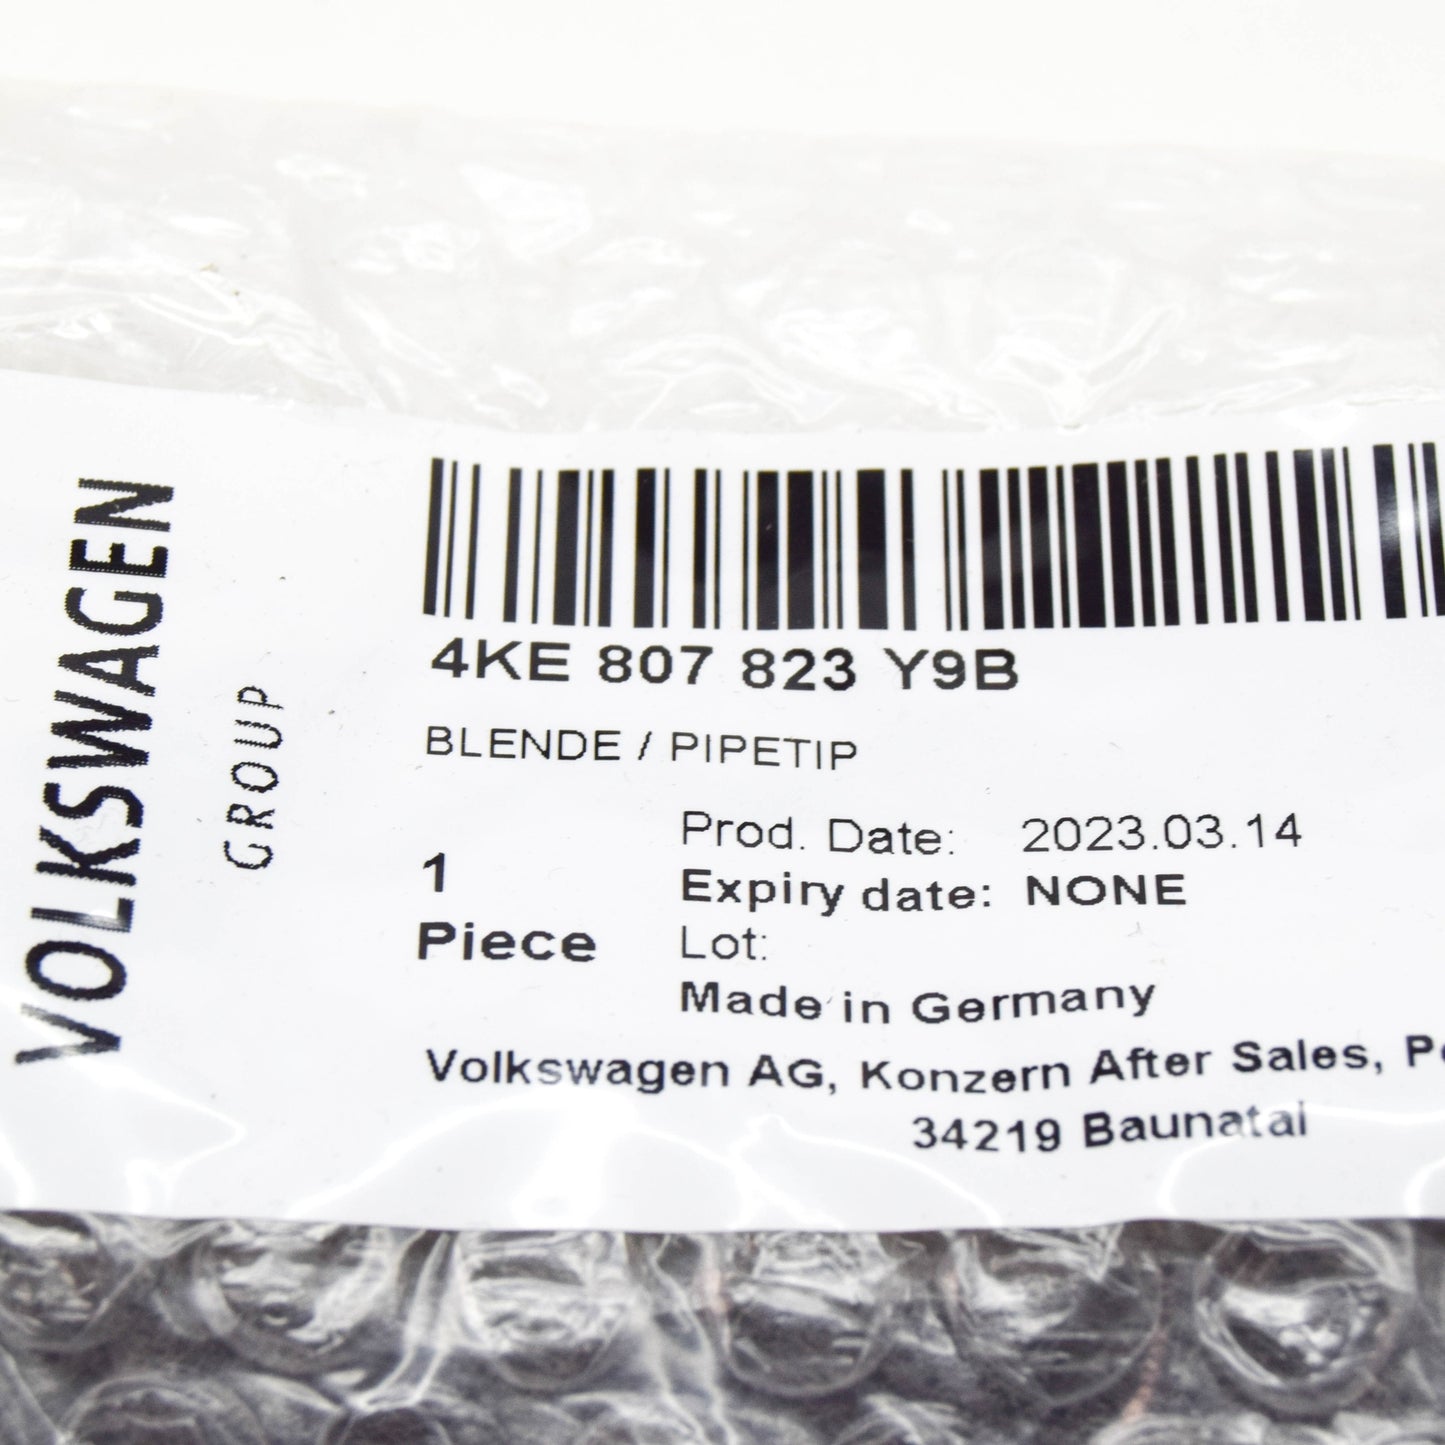 VOLKSWAGEN
GROUP
4KE 807 823 Y9B
BLENDE / PIPETIP
1
Piece
Prod. Date: 2023.03.14
Expiry date: NONE
Lot:
Made in Germany
Volkswagen AG, Konzern After Sales,
34219 Baunatal